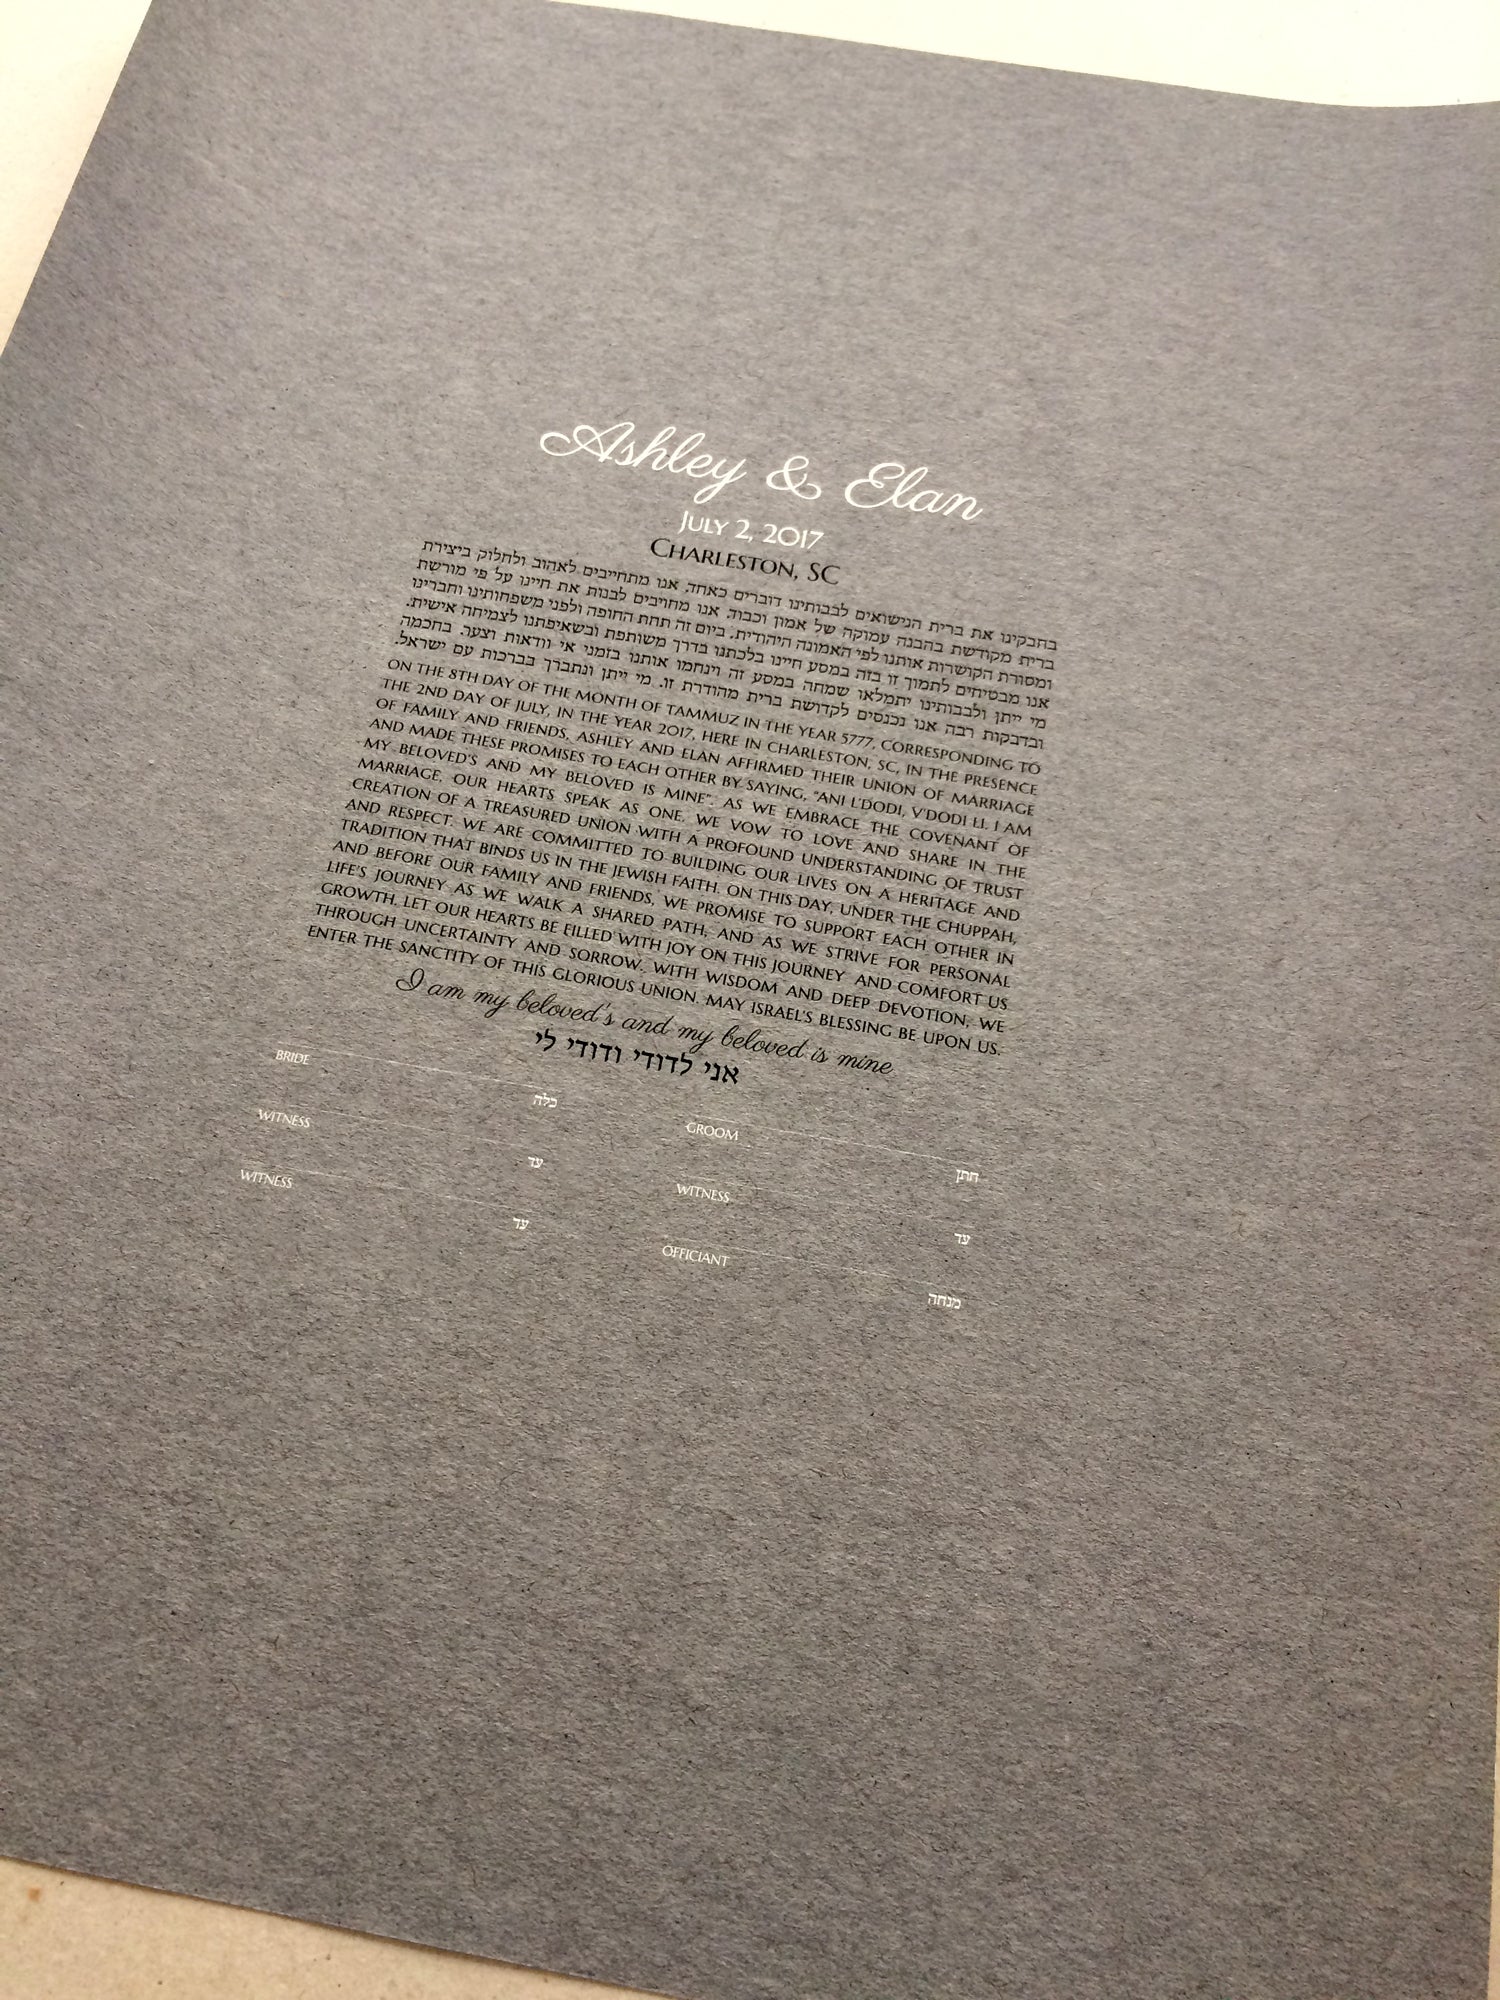 Ashley & Elan
July 2, 2017
Charleston, SC
בחבקינו את ברית הנישואים לבבותינו דוברים כאחד. אנו מתחייבים לאהוב ולחלוק ביצירת
ברית מקודשת בהבנה עמוקה של אמון וכבוד. אנו מחויבים לבנות את חיינו על פי מורשת
ומסורת הקושרות אותנו לפי האמונה היהודית. ביום זה תחת החופה ולפני משפחותינו וחברינו
אנו מבטיחים לתמוך זו בזה במסע חיינו בלכתנו בדרך משותפת ובשאיפתנו לצמיחה אישית.
מי ייתן ולבבותינו יתמלאו שמחה במסע זה וינחמו אותנו בזמני אי וודאות וצער. בחכמה
ובדבקות רבה אנו נכנסים לקדושת ברית מהודרת זו. מי ייתן ונתברך בברכות עם ישראל.
ON THE 8TH DAY OF THE MONTH OF TAMMUZ IN THE YEAR 5777, CORRESPONDING TO
THE 2ND DAY OF JULY, IN THE YEAR 2017, HERE IN CHARLESTON, SC, IN THE PRESENCE
OF FAMILY AND FRIENDS, ASHLEY AND ELAN AFFIRMED THEIR UNION OF MARRIAGE
AND MADE THESE PROMISES TO EACH OTHER BY SAYING, "ANI L'DODI, V'DODI LI. I AM
MY BELOVED'S AND MY BELOVED IS MINE". AS WE EMBRACE THE COVENANT OF
MARRIAGE, OUR HEARTS SPEAK AS ONE. WE VOW TO LOVE AND SHARE IN THE
CREATION OF A TREASURED UNION WITH A PROFOUND UNDERSTANDING OF TRUST
AND RESPECT. WE ARE COMMITTED TO BUILDING OUR LIVES ON A HERITAGE AND
TRADITION THAT BINDS US IN THE JEWISH FAITH. ON THIS DAY, UNDER THE CHUPPAH,
AND BEFORE OUR FAMILY AND FRIENDS, WE PROMISE TO SUPPORT EACH OTHER IN
LIFE'S JOURNEY AS WE WALK A SHARED PATH, AND AS WE STRIVE FOR PERSONAL
GROWTH. LET OUR HEARTS BE FILLED WITH JOY ON THIS JOURNEY AND COMFORT US
THROUGH UNCERTAINTY AND SORROW. WITH WISDOM AND DEEP DEVOTION, WE
ENTER THE SANCTITY OF THIS GLORIOUS UNION. MAY ISRAEL'S BLESSING BE UPON US.
I am my beloved's and my beloved is mine
אני לדודי ודודי לי
BRIDE כלה GROOM חתן
WITNESS עד WITNESS עד
WITNESS עד OFFICIANT מנחה